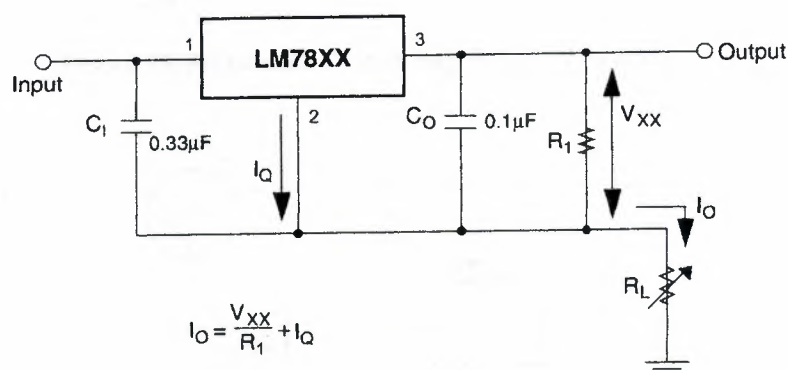 1
LM78XX
3
Output
Input
C_I
0.33µF
2
I_Q
C_O
0.1µF
R_1
V_XX
I_O
R_L
I_O = V_XX / R_1 + I_Q